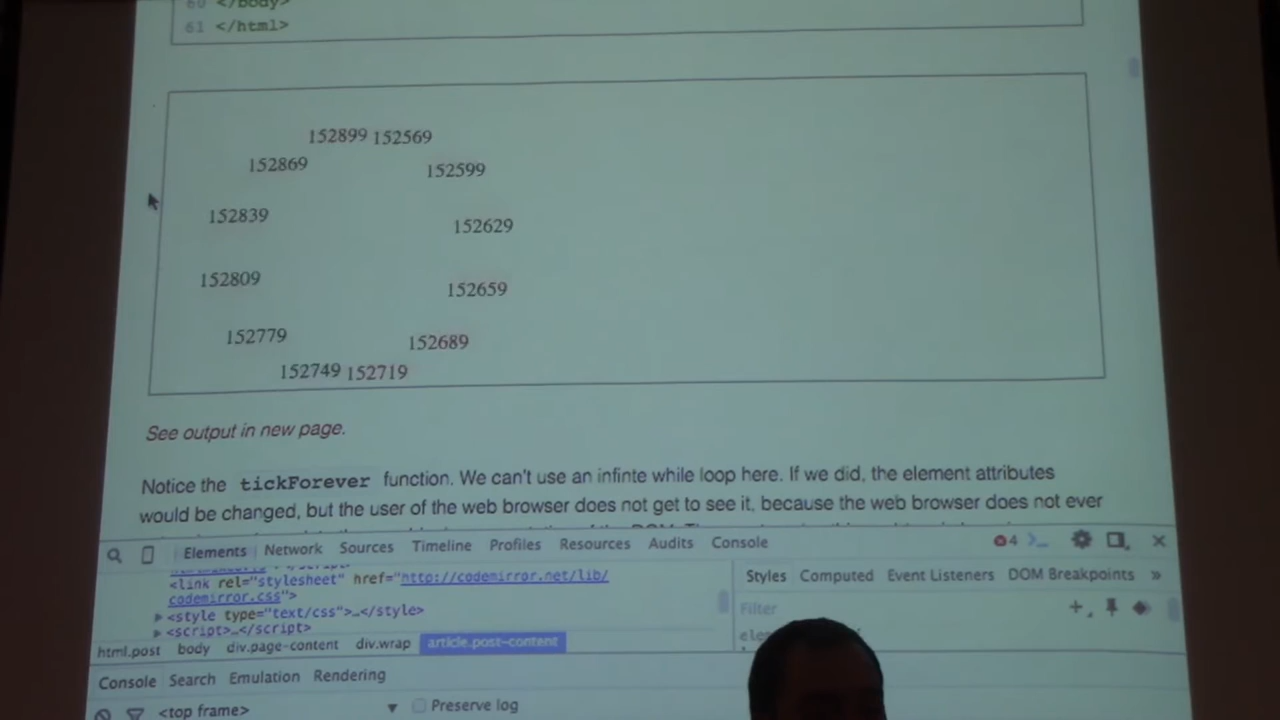 60 </body>
61 </html>
152899 152569
152869
152599
152839
152629
152809
152659
152779
152689
152749 152719
See output in new page.
Notice the tickForever function. We can't use an infinte while loop here. If we did, the element attributes
would be changed, but the user of the web browser does not get to see it, because the web browser does not ever
Elements Network Sources Timeline Profiles Resources Audits Console 4
<link rel="stylesheet" href="http://codemirror.net/lib/
codemirror.css">
<style type="text/css">…</style>
<script>…</script>
html.post body div.page-content div.wrap article.post-content
Styles Computed Event Listeners DOM Breakpoints »
Filter
Console Search Emulation Rendering
<top frame> Preserve log